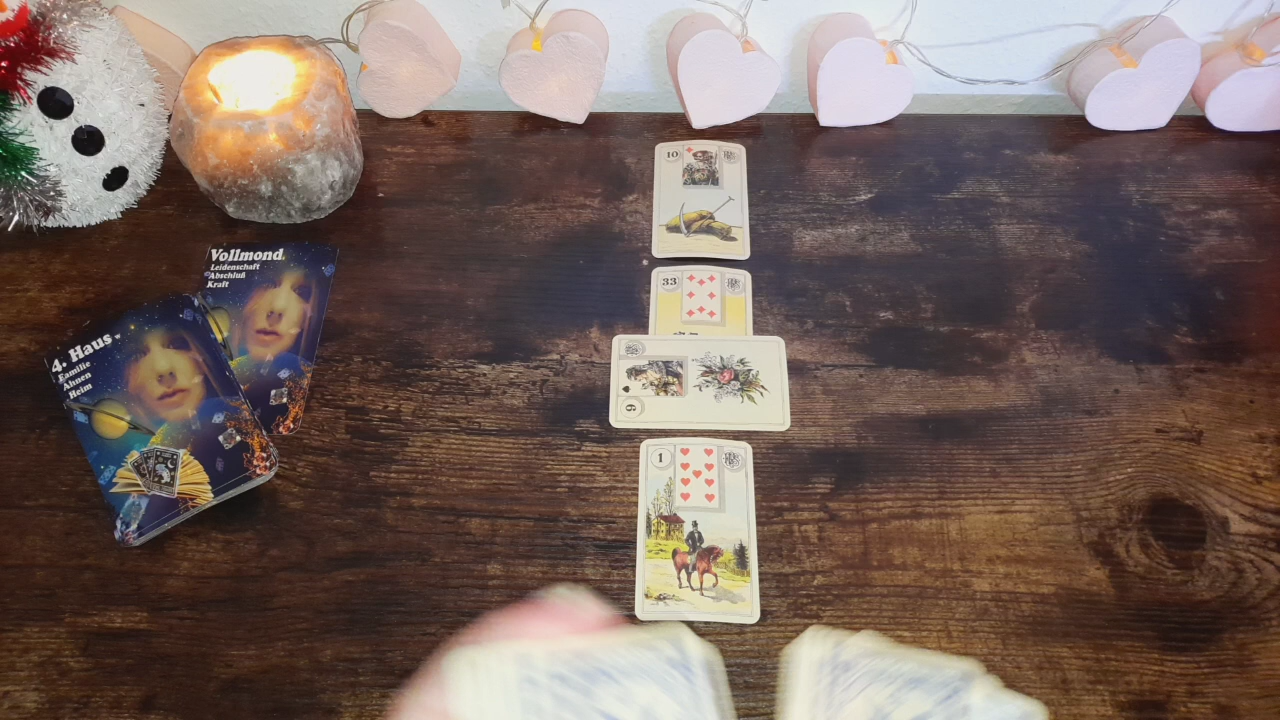 Vollmond
Leidenschaft
Abschluß
Kraft
4. Haus
Familie
Ahnen
Heim
10
33
9
1